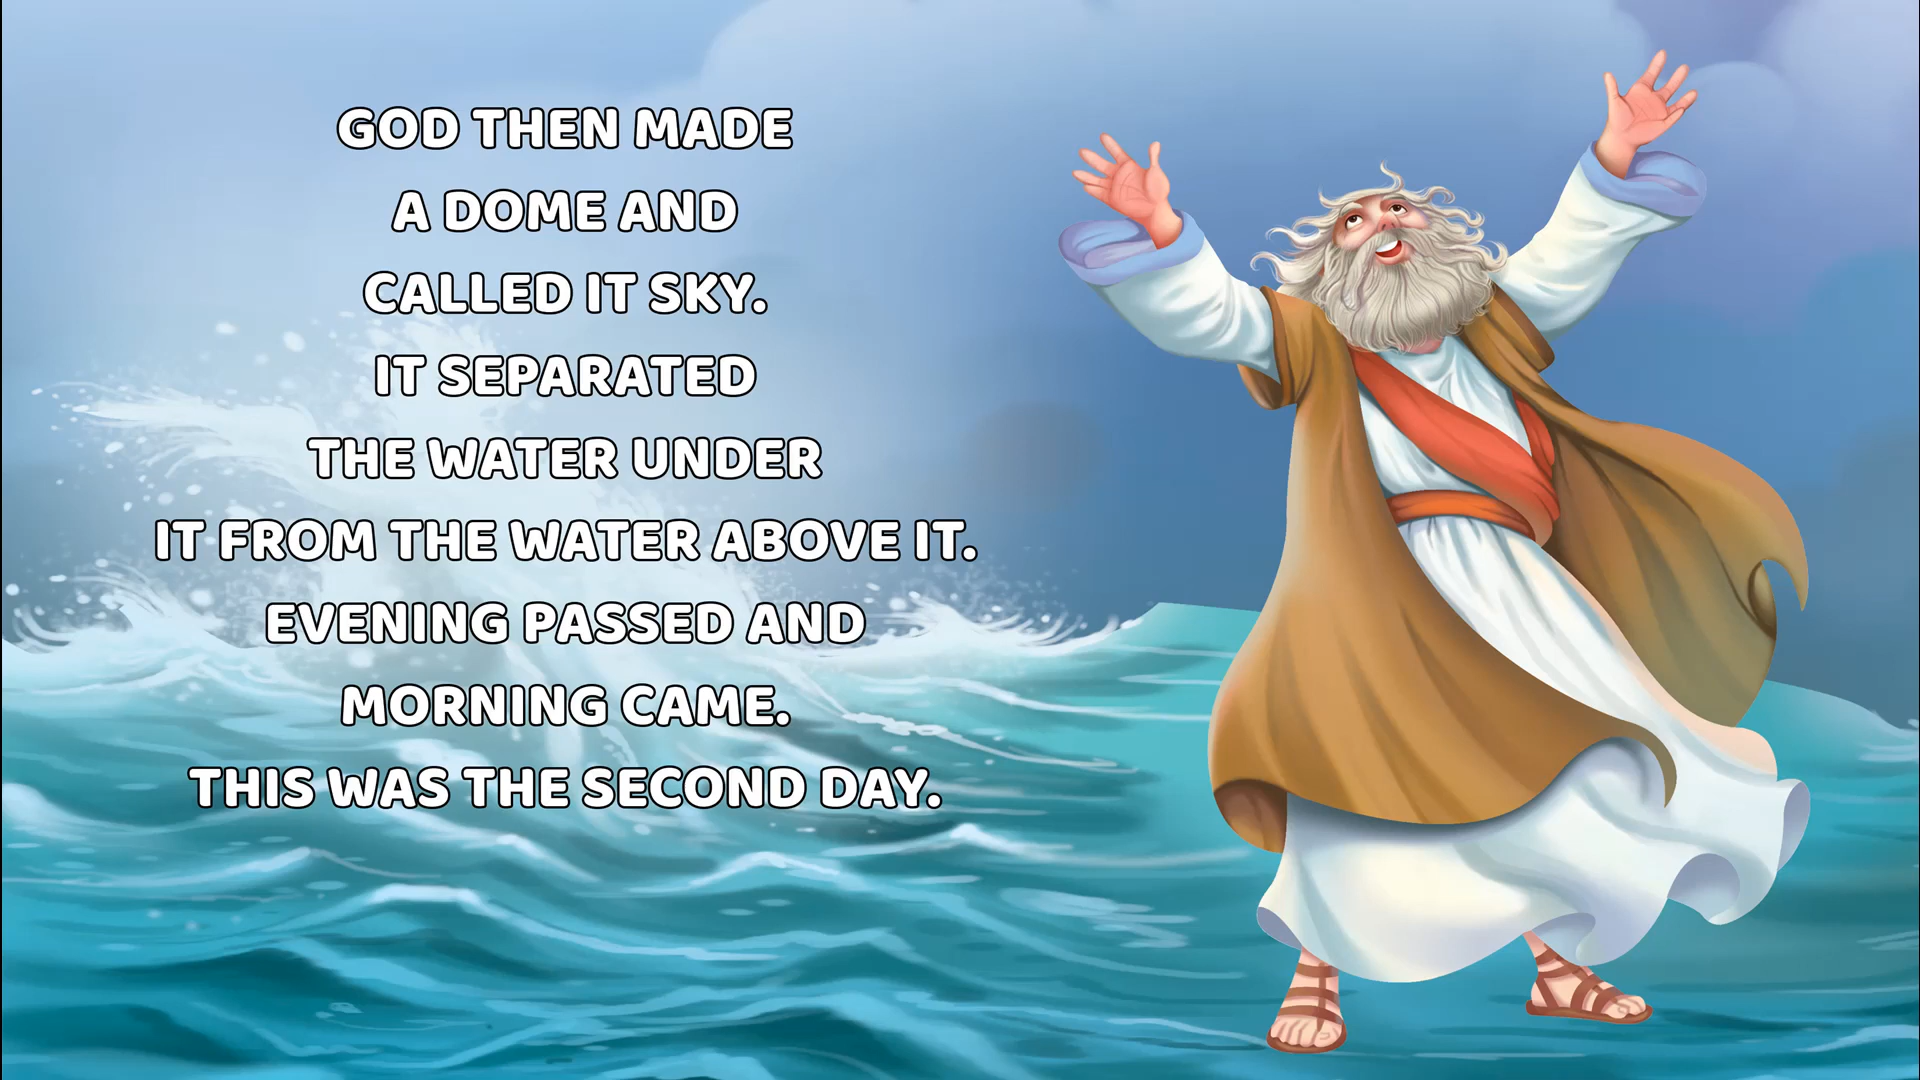 GOD THEN MADE
A DOME AND
CALLED IT SKY.
IT SEPARATED
THE WATER UNDER
IT FROM THE WATER ABOVE IT.
EVENING PASSED AND
MORNING CAME.
THIS WAS THE SECOND DAY.